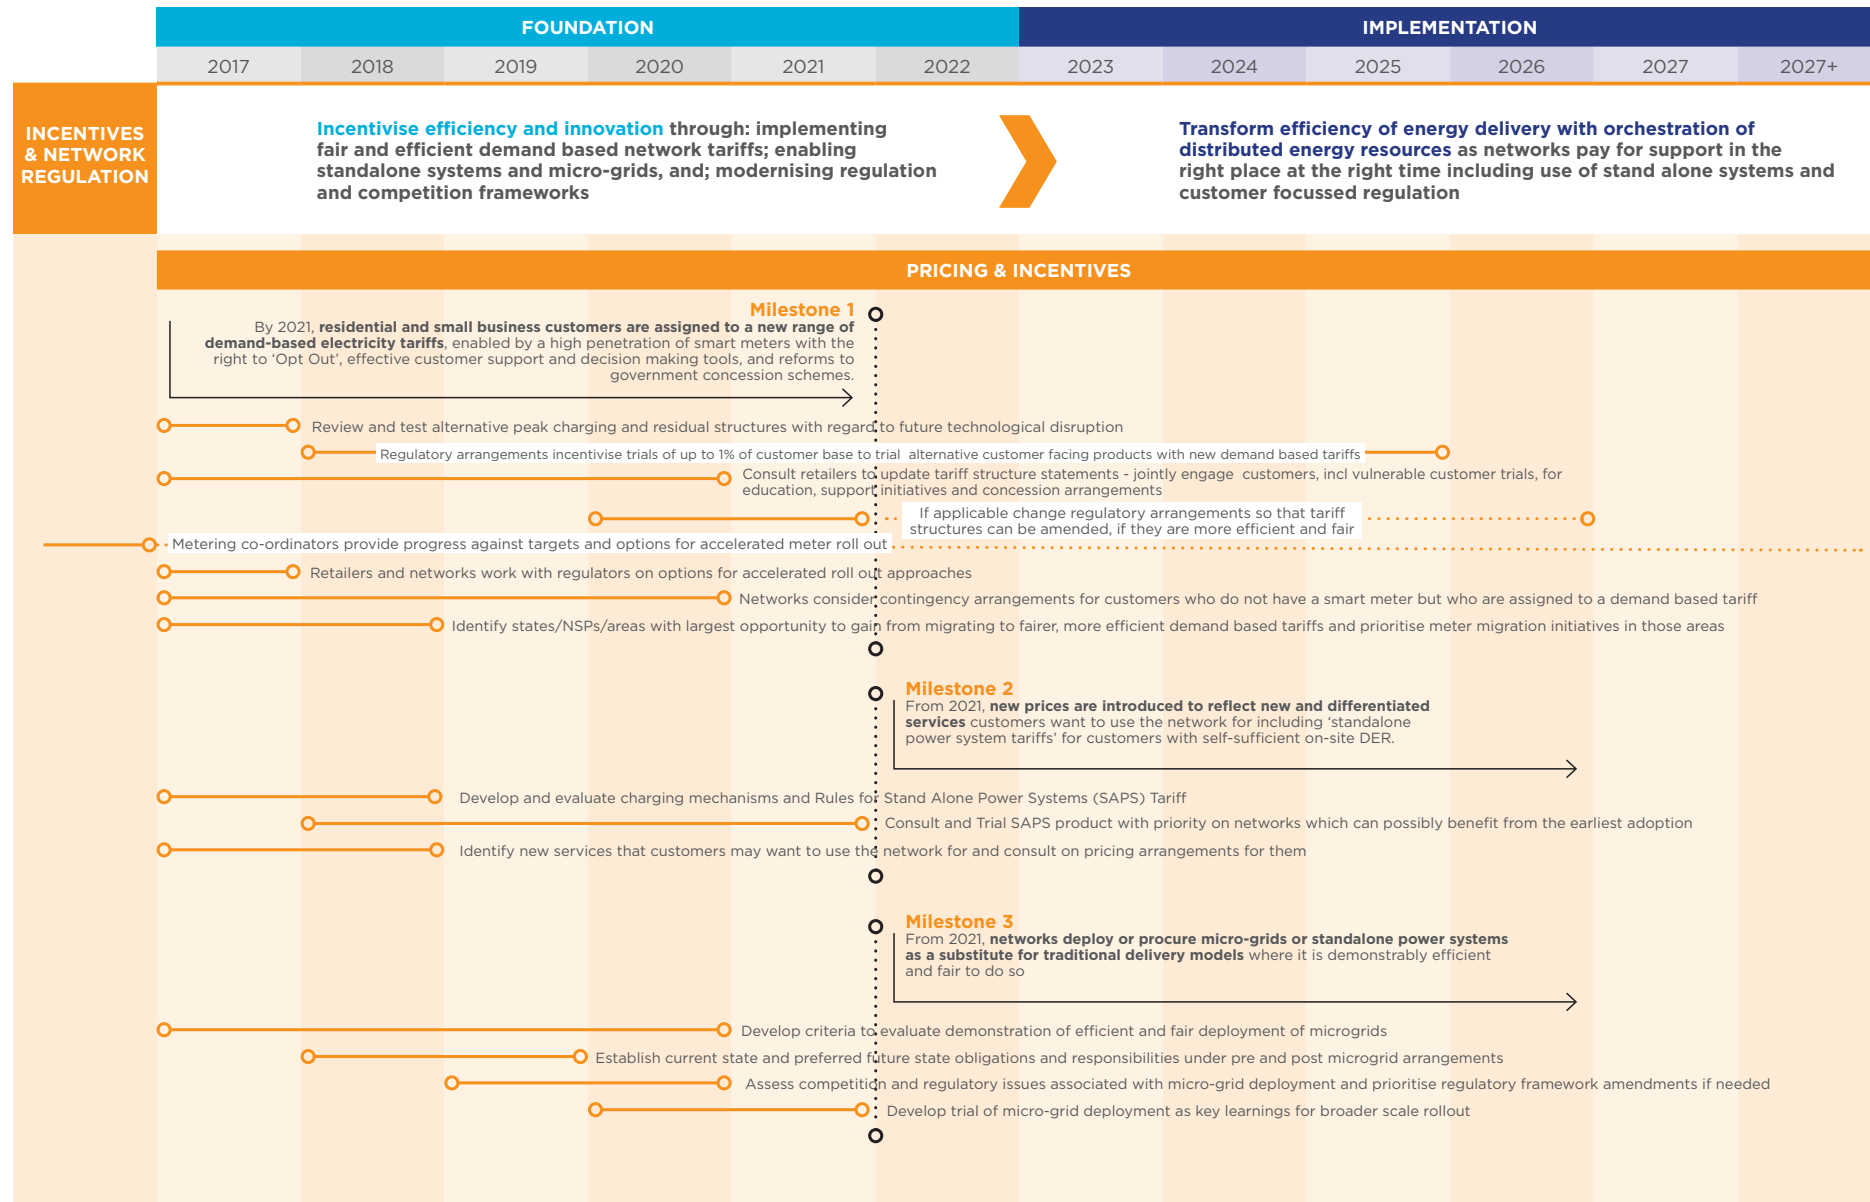 FOUNDATION
IMPLEMENTATION
2017
2018
2019
2020
2021
2022
2023
2024
2025
2026
2027
2027+
INCENTIVES
& NETWORK
REGULATION
Incentivise efficiency and innovation through: implementing
fair and efficient demand based network tariffs; enabling
standalone systems and micro-grids, and; modernising regulation
and competition frameworks
Transform efficiency of energy delivery with orchestration of
distributed energy resources as networks pay for support in the
right place at the right time including use of stand alone systems and
customer focussed regulation
PRICING & INCENTIVES
Milestone 1
By 2021, residential and small business customers are assigned to a new range of
demand-based electricity tariffs, enabled by a high penetration of smart meters with the
right to ‘Opt Out’, effective customer support and decision making tools, and reforms to
government concession schemes.
Review and test alternative peak charging and residual structures with regard to future technological disruption
Regulatory arrangements incentivise trials of up to 1% of customer base to trial alternative customer facing products with new demand based tariffs
Consult retailers to update tariff structure statements - jointly engage customers, incl vulnerable customer trials, for
education, support initiatives and concession arrangements
If applicable change regulatory arrangements so that tariff
structures can be amended, if they are more efficient and fair
Metering co-ordinators provide progress against targets and options for accelerated meter roll out
Retailers and networks work with regulators on options for accelerated roll out approaches
Networks consider contingency arrangements for customers who do not have a smart meter but who are assigned to a demand based tariff
Identify states/NSPs/areas with largest opportunity to gain from migrating to fairer, more efficient demand based tariffs and prioritise meter migration initiatives in those areas
Milestone 2
From 2021, new prices are introduced to reflect new and differentiated
services customers want to use the network for including ‘standalone
power system tariffs’ for customers with self-sufficient on-site DER.
Develop and evaluate charging mechanisms and Rules for Stand Alone Power Systems (SAPS) Tariff
Consult and Trial SAPS product with priority on networks which can possibly benefit from the earliest adoption
Identify new services that customers may want to use the network for and consult on pricing arrangements for them
Milestone 3
From 2021, networks deploy or procure micro-grids or standalone power systems
as a substitute for traditional delivery models where it is demonstrably efficient
and fair to do so
Develop criteria to evaluate demonstration of efficient and fair deployment of microgrids
Establish current state and preferred future state obligations and responsibilities under pre and post microgrid arrangements
Assess competition and regulatory issues associated with micro-grid deployment and prioritise regulatory framework amendments if needed
Develop trial of micro-grid deployment as key learnings for broader scale rollout